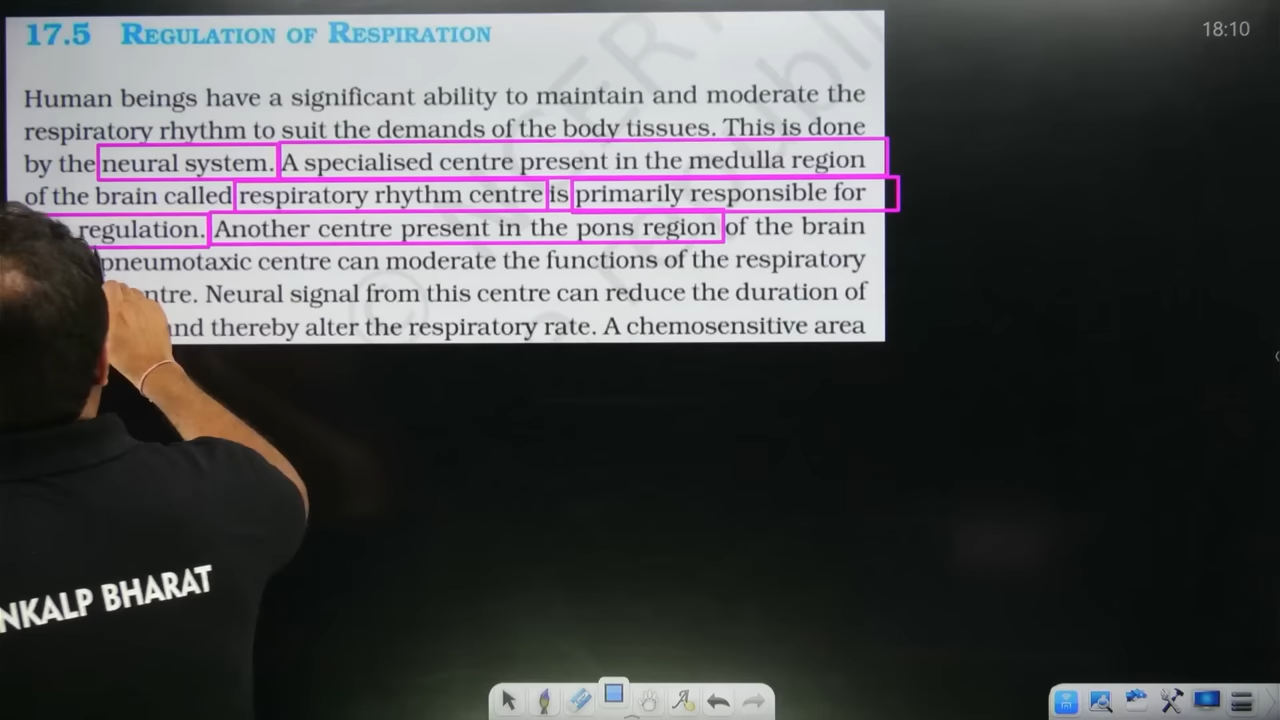 17.5 REGULATION OF RESPIRATION
18:10
Human beings have a significant ability to maintain and moderate the
respiratory rhythm to suit the demands of the body tissues. This is done
by the neural system. A specialised centre present in the medulla region
of the brain called respiratory rhythm centre is primarily responsible for
regulation. Another centre present in the pons region of the brain
pneumotaxic centre can moderate the functions of the respiratory
ntre. Neural signal from this centre can reduce the duration of
nd thereby alter the respiratory rate. A chemosensitive area
NKALP BHARAT